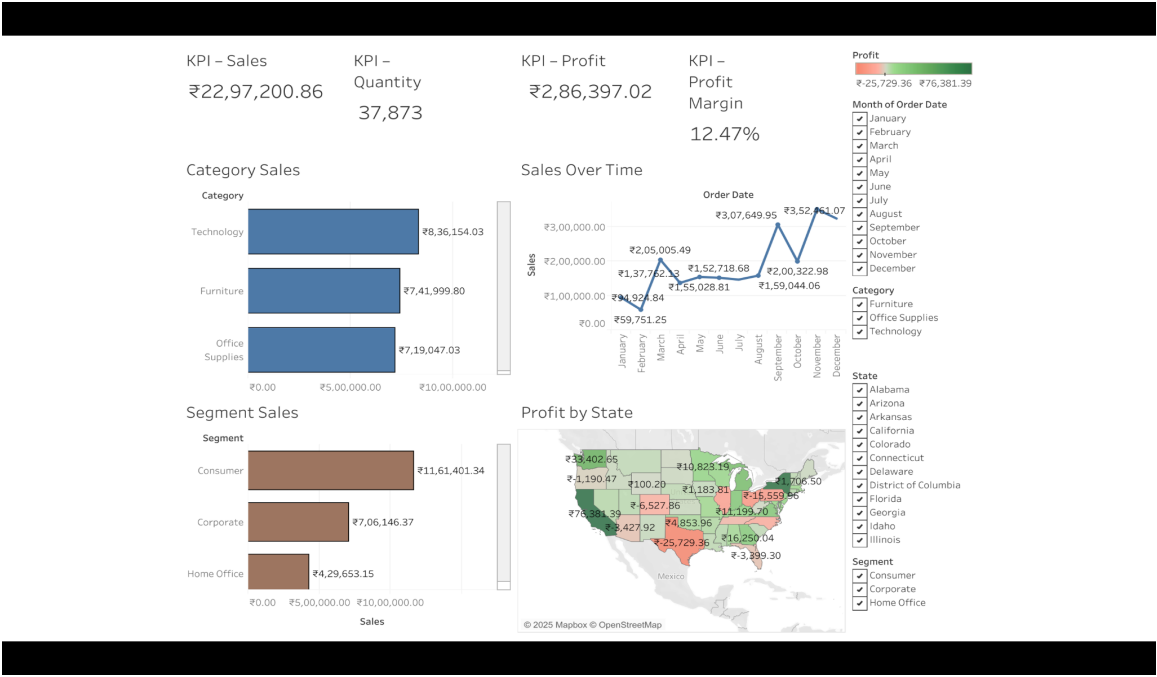 KPI – Sales
₹22,97,200.86
KPI –
Quantity
37,873
KPI – Profit
₹2,86,397.02
KPI –
Profit
Margin
12.47%
Profit
₹-25,729.36 ₹76,381.39
Month of Order Date
January
February
March
April
May
June
July
August
September
October
November
December
Category
Furniture
Office Supplies
Technology
State
Alabama
Arizona
Arkansas
California
Colorado
Connecticut
Delaware
District of Columbia
Florida
Georgia
Idaho
Illinois
Segment
Consumer
Corporate
Home Office
Category Sales
Category
Technology
₹8,36,154.03
Furniture
₹7,41,999.80
Office
Supplies
₹7,19,047.03
₹0.00 ₹5,00,000.00 ₹10,00,000.00
Sales Over Time
Order Date
Sales
₹3,00,000.00
₹2,00,000.00
₹1,00,000.00
₹0.00
₹94,924.84
₹59,751.25
₹2,05,005.49
₹1,37,762.13
₹1,55,028.81
₹1,52,718.68
₹1,59,044.06
₹3,07,649.95
₹2,00,322.98
₹3,52,461.07
January
February
March
April
May
June
July
August
September
October
November
December
Segment Sales
Segment
Consumer
₹11,61,401.34
Corporate
₹7,06,146.37
Home Office
₹4,29,653.15
₹0.00 ₹5,00,000.00 ₹10,00,000.00
Sales
Profit by State
₹33,402.65
₹10,823.19
₹-1,190.47
₹100.20
₹1,183.81
₹1,706.50
₹-15,559.96
₹-6,527.86
₹11,199.70
₹76,381.39
₹-3,427.92
₹4,853.96
₹16,250.04
₹-25,729.36
₹-3,399.30
Mexico
© 2025 Mapbox © OpenStreetMap